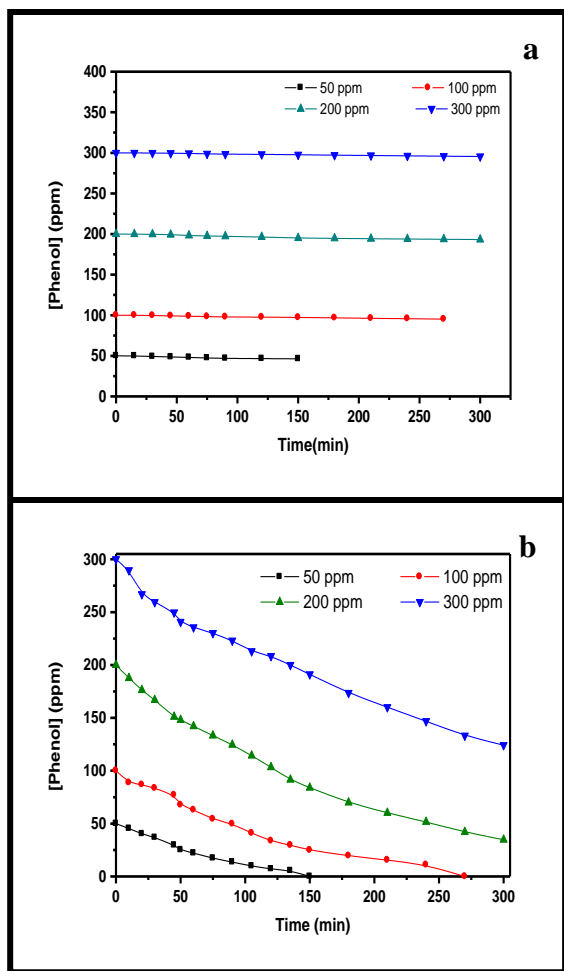 a
50 ppm 100 ppm
200 ppm 300 ppm
400
350
300
250
200
150
100
50
0
[Phenol] (ppm)
0 50 100 150 200 250 300
Time(min)
b
50 ppm 100 ppm
200 ppm 300 ppm
300
250
200
150
100
50
0
[Phenol] (ppm)
0 50 100 150 200 250 300
Time (min)